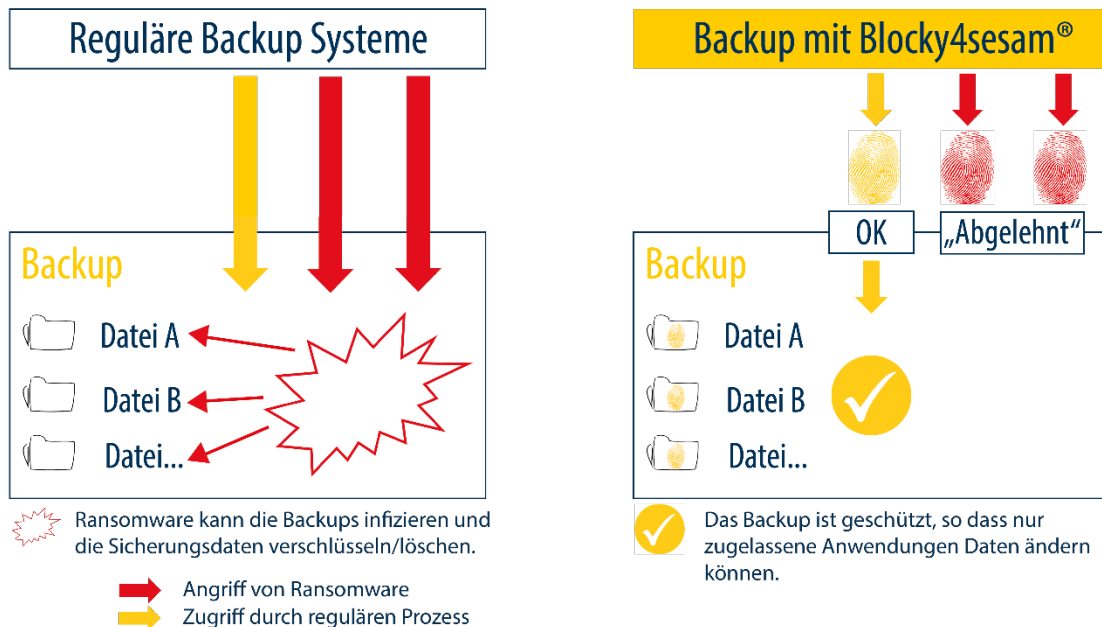 Reguläre Backup Systeme
Backup
Datei A
Datei B
Datei...
Ransomware kann die Backups infizieren und
die Sicherungsdaten verschlüsseln/löschen.
Angriff von Ransomware
Zugriff durch regulären Prozess
Backup mit Blocky4sesam®
OK
„Abgelehnt“
Backup
Datei A
Datei B
Datei...
Das Backup ist geschützt, so dass nur
zugelassene Anwendungen Daten ändern
können.